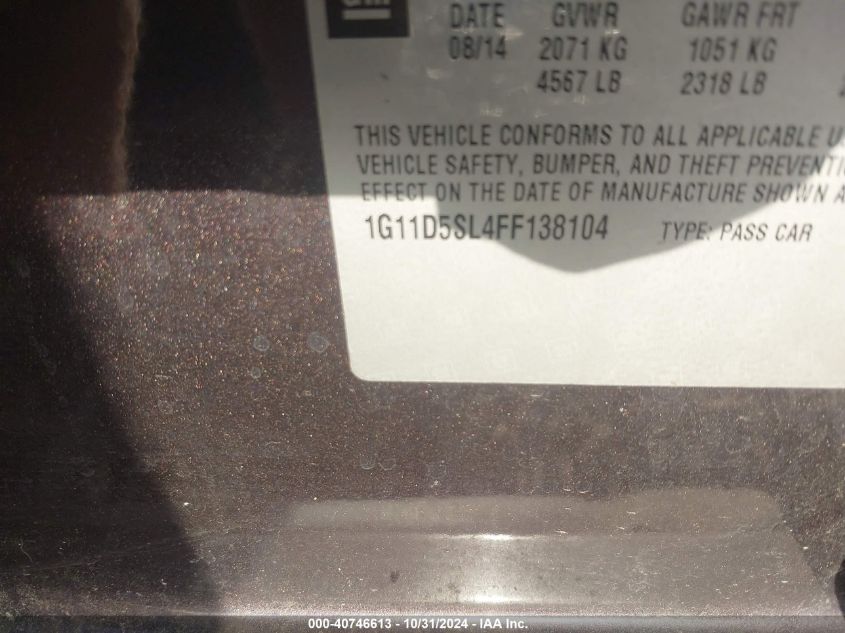 GM
DATE GVWR GAWR FRT
08/14 2071 KG 1051 KG
4567 LB 2318 LB
THIS VEHICLE CONFORMS TO ALL APPLICABLE U
VEHICLE SAFETY, BUMPER, AND THEFT PREVENTI
EFFECT ON THE DATE OF MANUFACTURE SHOWN A
1G11D5SL4FF138104 TYPE: PASS CAR
000-40746613 - 10/31/2024 - IAA Inc.